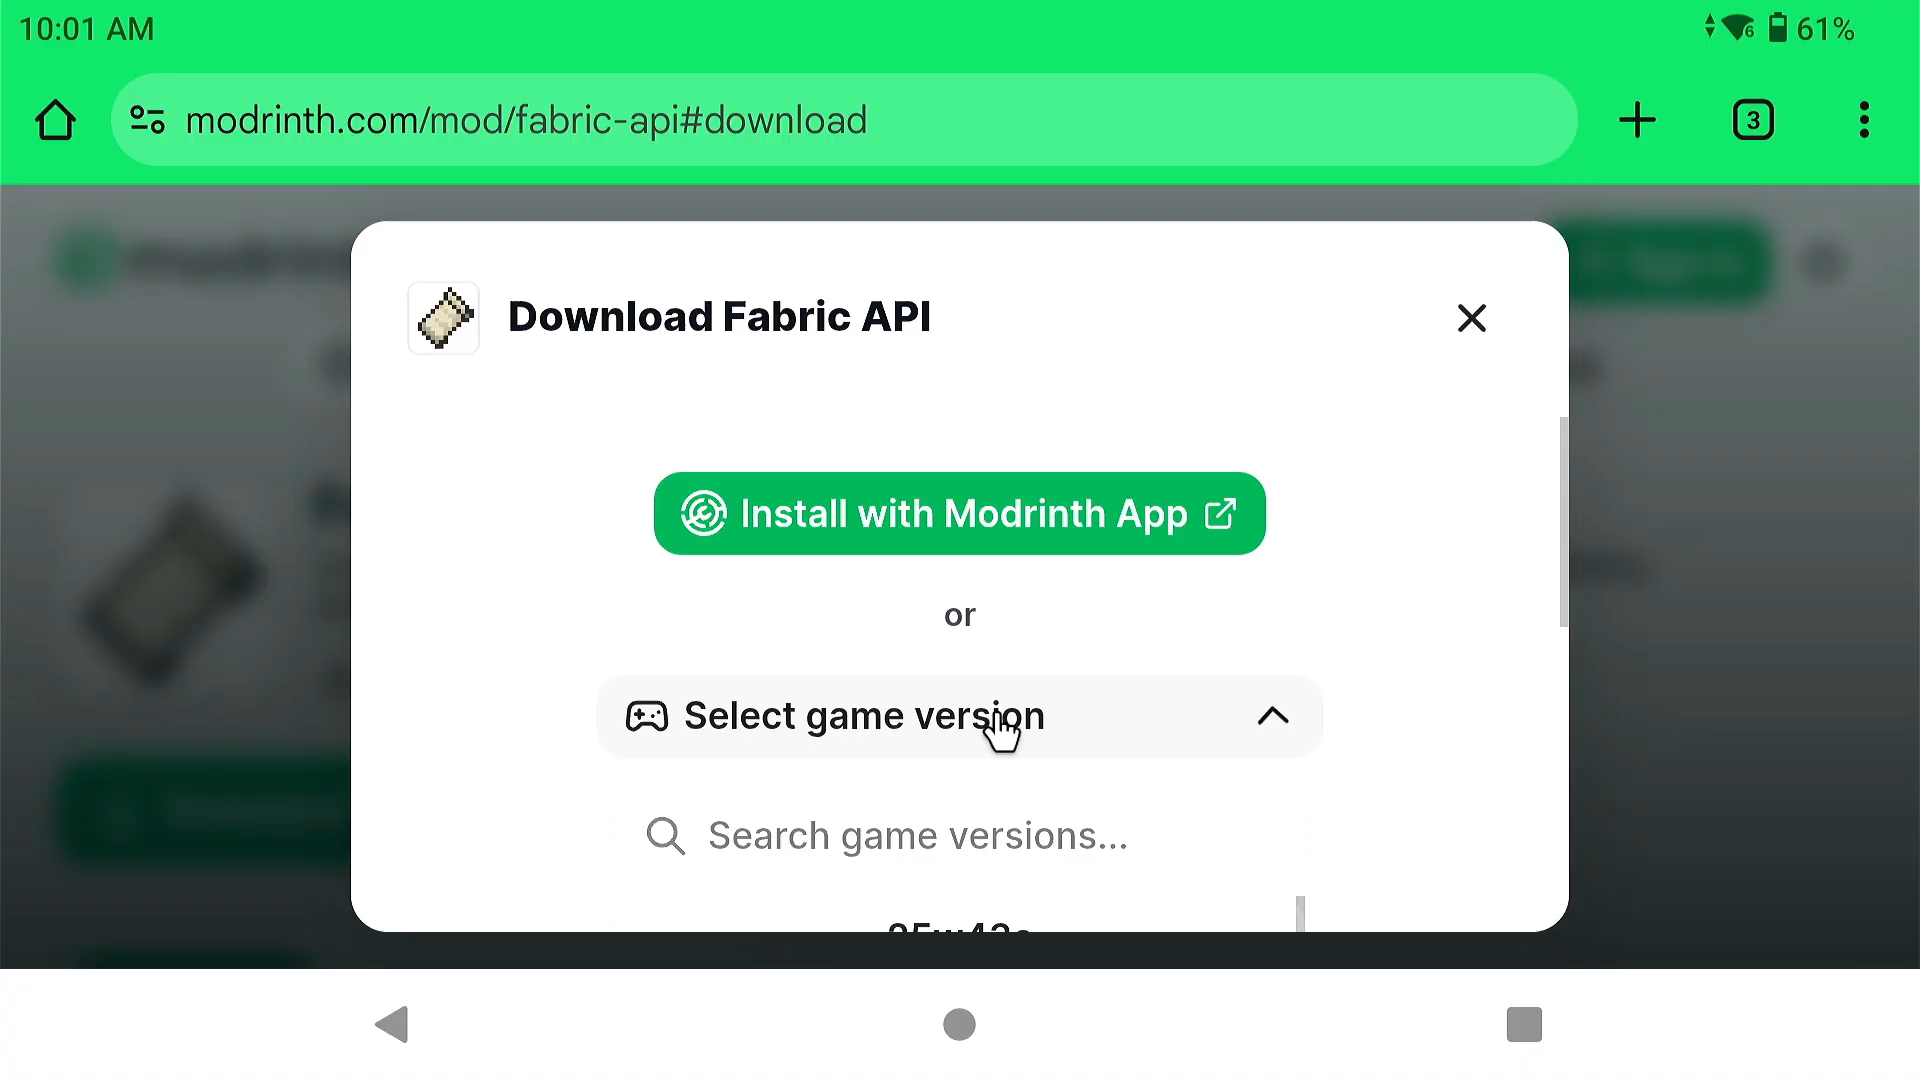 10:01 AM
6 61%
modrinth.com/mod/fabric-api#download
3
Download Fabric API
Install with Modrinth App
or
Select game version
Search game versions...